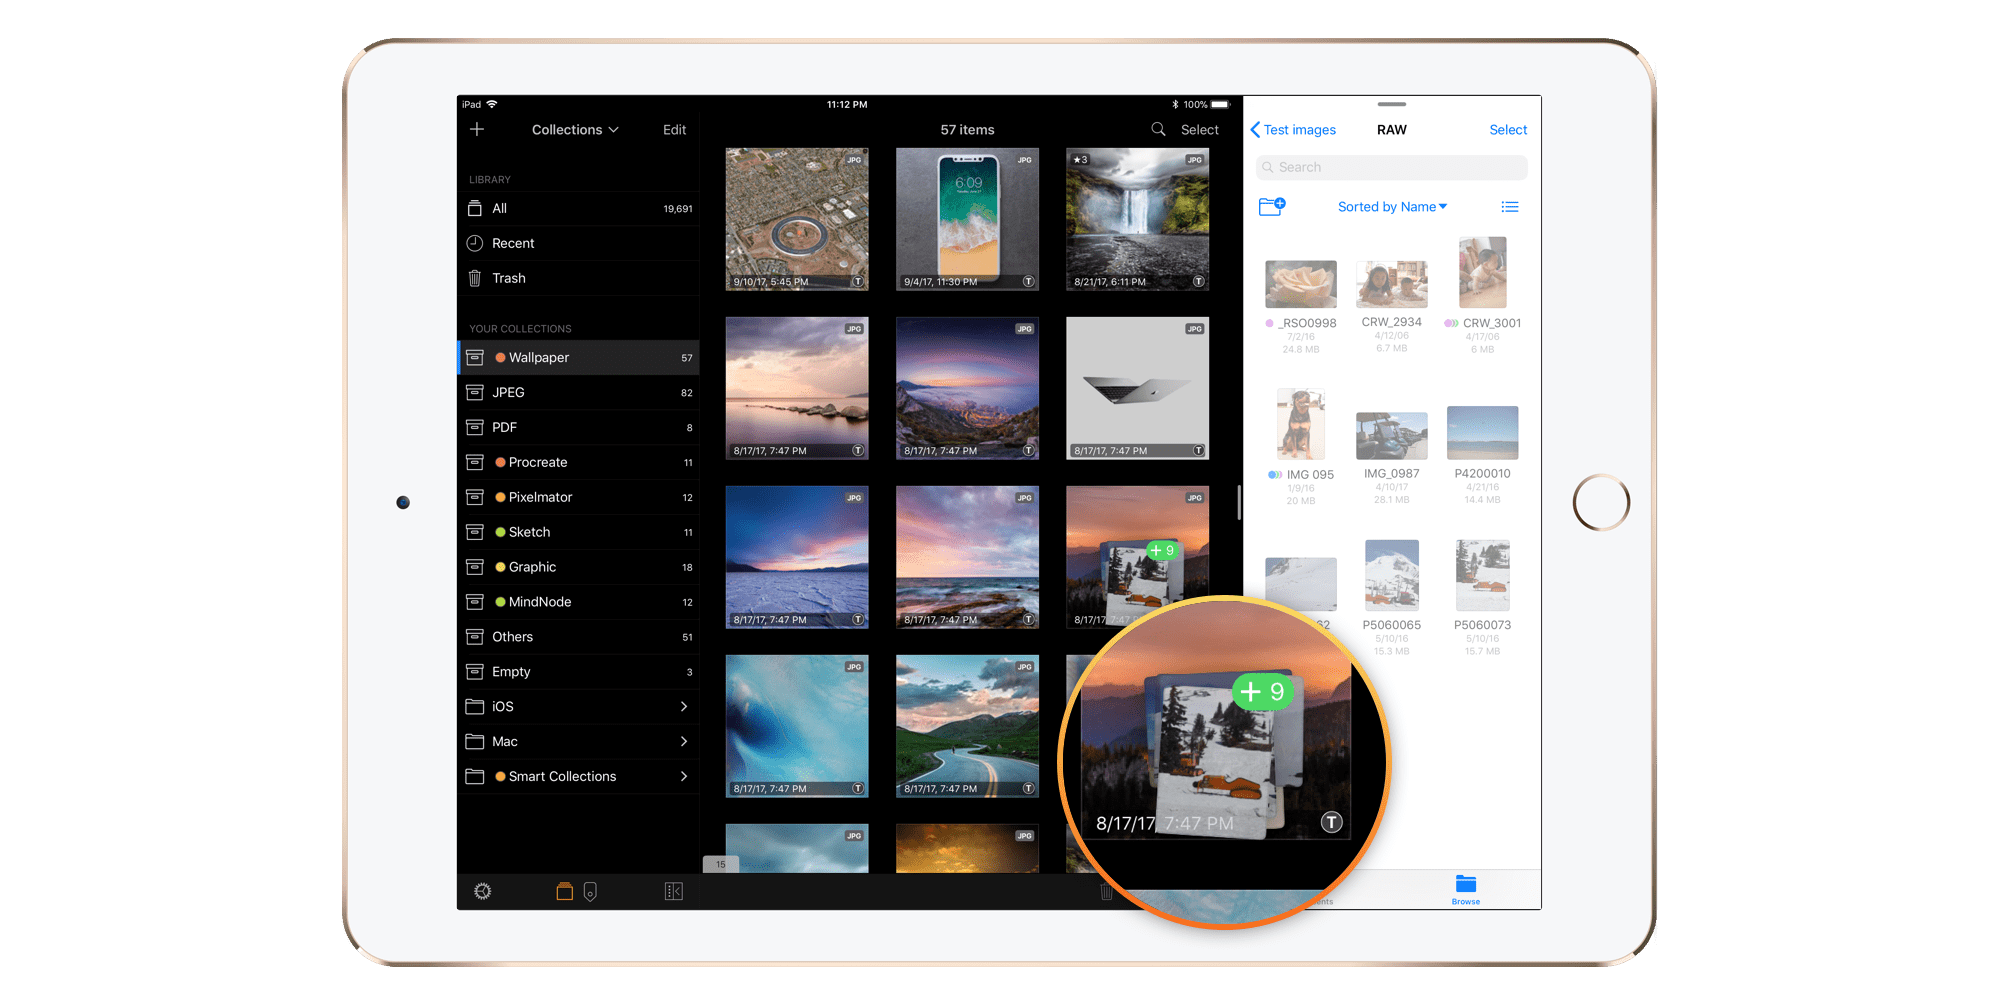 iPad
11:12 PM
100%
Collections
Edit
LIBRARY
All 19,691
Recent
Trash
YOUR COLLECTIONS
Wallpaper 57
JPEG 82
PDF 8
Procreate 11
Pixelmator 12
Sketch 11
Graphic 18
MindNode 12
Others 51
Empty 3
iOS
Mac
Smart Collections
57 items
Select
JPG
9/10/17, 5:45 PM T
JPG
6:09
9/4/17, 11:30 PM T
★3 JPG
8/21/17, 6:11 PM T
JPG
8/17/17, 7:47 PM T
JPG
8/17/17, 7:47 PM T
JPG
8/17/17, 7:47 PM T
JPG
8/17/17, 7:47 PM T
JPG
8/17/17, 7:47 PM T
JPG
+ 9
8/17/17, 7:47 P
JPG
8/17/17, 7:47 PM T
JPG
8/17/17, 7:47 PM T
JPG
JPG
15
+ 9
8/17/17, 7:47 PM T
Test images
RAW
Select
Search
Sorted by Name
_RSO0998
7/2/16
24.8 MB
CRW_2934
4/12/06
6.7 MB
CRW_3001
4/17/06
6 MB
IMG 095
1/9/16
20 MB
IMG_0987
4/10/17
28.1 MB
P4200010
4/21/16
14.4 MB
62
P5060065
5/10/16
15.3 MB
P5060073
5/10/16
15.7 MB
ents
Browse